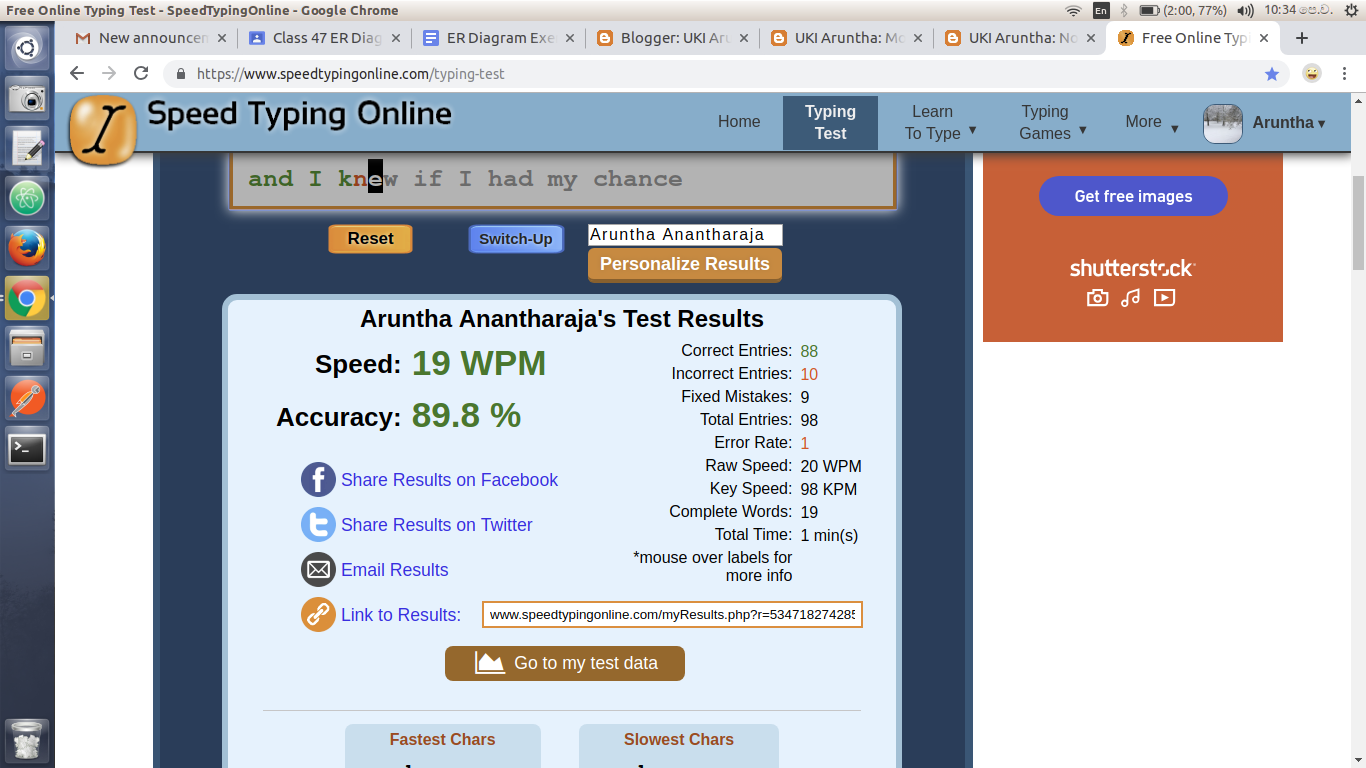 Free Online Typing Test - SpeedTypingOnline - Google Chrome
En (2:00, 77%) 10:34 පෙ.ව.
New announcem Class 47 ER Diag ER Diagram Exe Blogger: UKI Aru UKI Aruntha: Mo UKI Aruntha: No Free Online Typi
https://www.speedtypingonline.com/typing-test
Speed Typing Online
Home
Typing Test
Learn To Type ▼
Typing Games ▼
More ▼
Aruntha ▾
and I knew if I had my chance
Reset Switch-Up Aruntha Anantharaja
Personalize Results
Get free images
shutterstock
Aruntha Anantharaja's Test Results
Speed: 19 WPM
Accuracy: 89.8 %
Share Results on Facebook
Share Results on Twitter
Email Results
Correct Entries: 88
Incorrect Entries: 10
Fixed Mistakes: 9
Total Entries: 98
Error Rate: 1
Raw Speed: 20 WPM
Key Speed: 98 KPM
Complete Words: 19
Total Time: 1 min(s)
*mouse over labels for
more info
Link to Results: www.speedtypingonline.com/myResults.php?r=534718274285
Go to my test data
Fastest Chars Slowest Chars